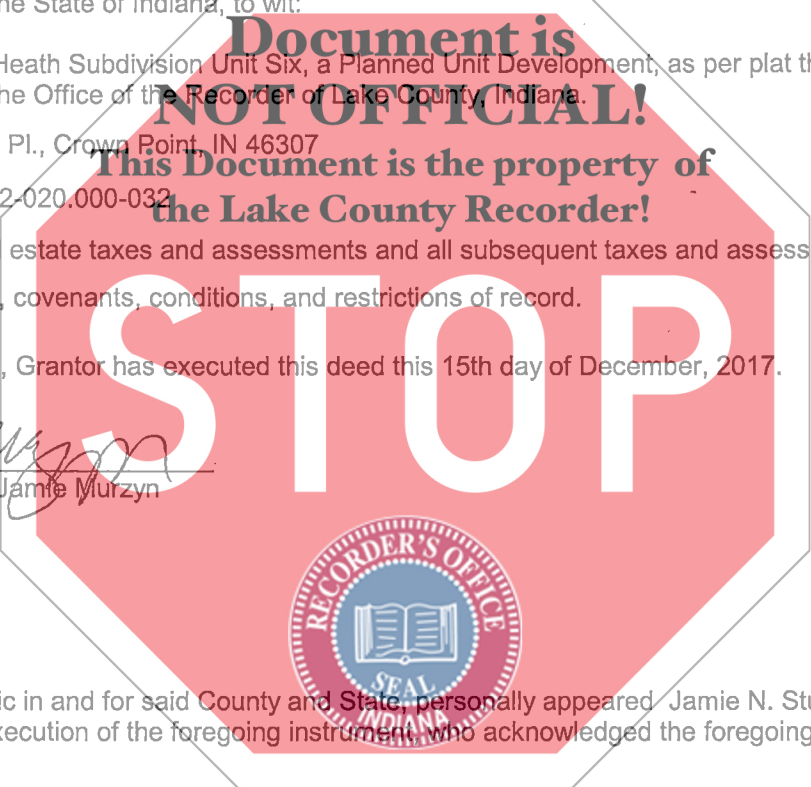 the State of Indiana, to wit:
Document is
Heath Subdivision Unit Six, a Planned Unit Development, as per plat th
the Office of the Recorder of Lake County, Indiana.
NOT OFFICIAL!
Pl., Crown Point, IN 46307
This Document is the property of
2-020.000-032
the Lake County Recorder!
estate taxes and assessments and all subsequent taxes and assess
, covenants, conditions, and restrictions of record.
STOP
, Grantor has executed this deed this 15th day of December, 2017.
Jamie Murzyn
RECORDER'S OFFICE
SEAL
INDIANA
ic in and for said County and State, personally appeared Jamie N. Stu
xecution of the foregoing instrument, who acknowledged the foregoing